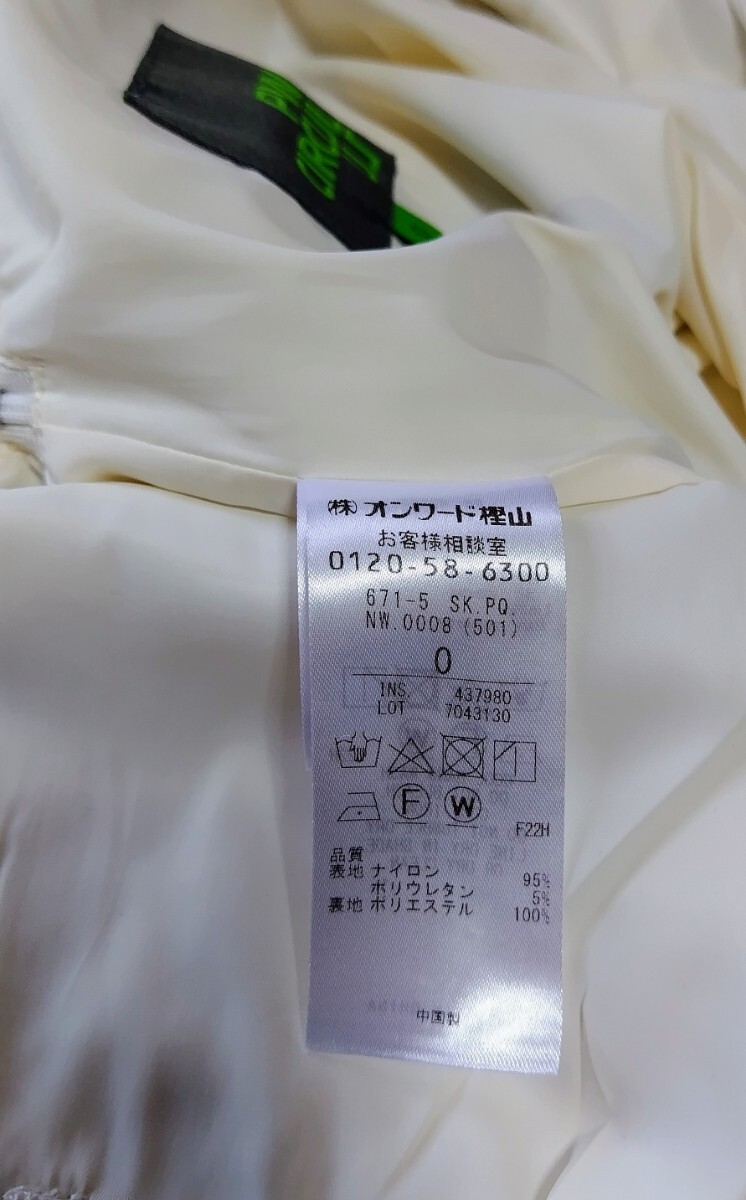 (株) オンワード樫山
お客様相談室
0120-58-6300
671-5 SK.PQ.
NW.0008 (501)
0
INS. 437980
LOT 7043130
F
W
F22H
品質
表地 ナイロン 95%
ポリウレタン 5%
裏地 ポリエステル 100%
中国製